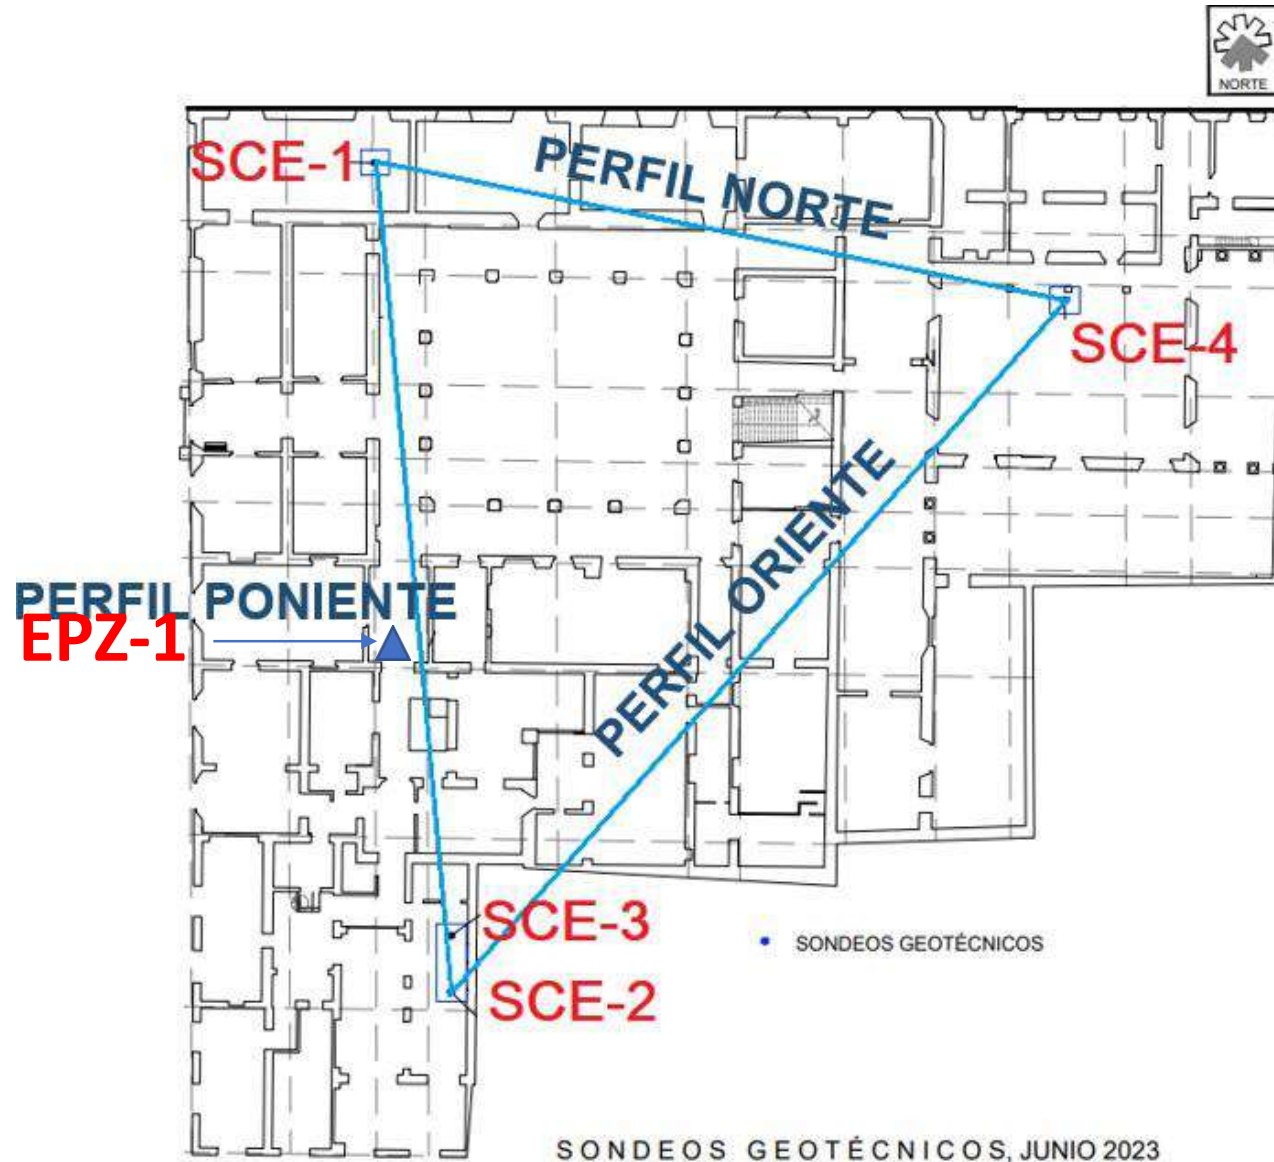 NORTE
SCE-1
PERFIL NORTE
SCE-4
PERFIL ORIENTE
PERFIL PONIENTE
EPZ-1
SCE-3
SONDEOS GEOTÉCNICOS
SCE-2
SONDEOS GEOTÉCNICOS, JUNIO 2023